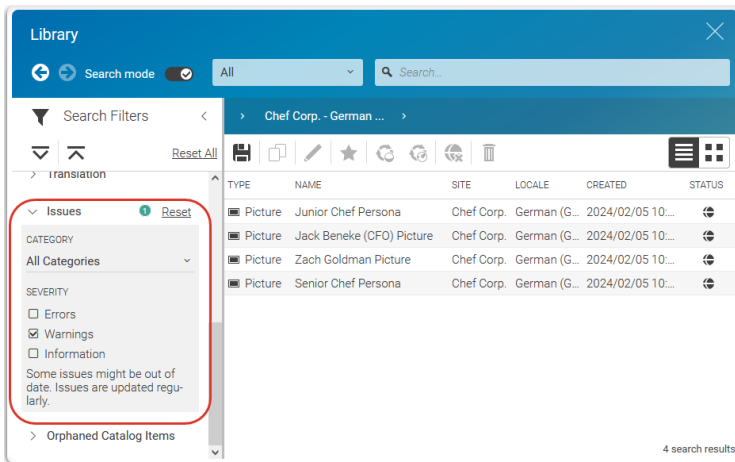 Library
Search mode
All
Search...
Search Filters
Chef Corp. - German ...
Reset All
Translation
Issues 1 Reset
CATEGORY
All Categories
SEVERITY
Errors
Warnings
Information
Some issues might be out of
date. Issues are updated regu-
larly.
Orphaned Catalog Items
TYPE NAME SITE LOCALE CREATED STATUS
Picture Junior Chef Persona Chef Corp. German (G... 2024/02/05 10:...
Picture Jack Beneke (CFO) Picture Chef Corp. German (G... 2024/02/05 10:...
Picture Zach Goldman Picture Chef Corp. German (G... 2024/02/05 10:...
Picture Senior Chef Persona Chef Corp. German (G... 2024/02/05 10:...
4 search results